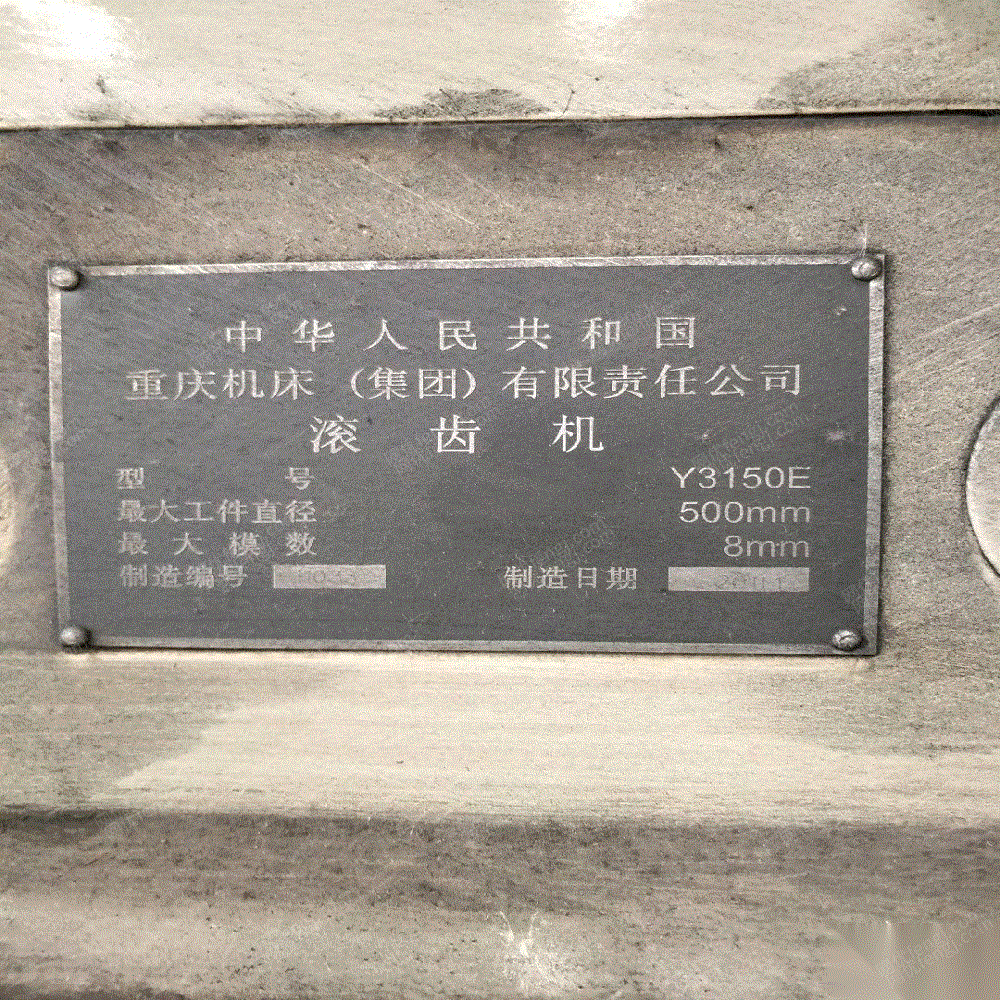 中华人民共和国
重庆机床(集团)有限责任公司
滚齿机
型号 Y3150E
最大工件直径 500mm
最大模数 8mm
制造编号 制造日期